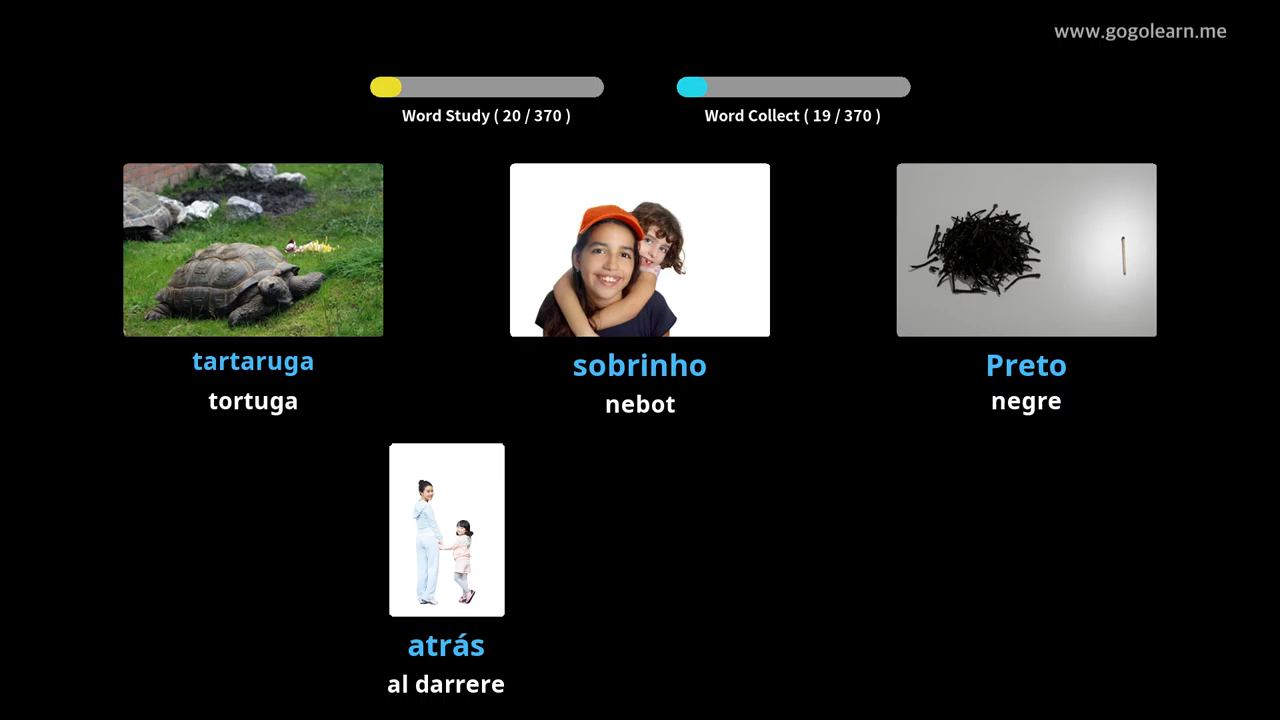 www.gogolearn.me
Word Study ( 20 / 370 )
Word Collect ( 19 / 370 )
tartaruga
tortuga
sobrinho
nebot
Preto
negre
atrás
al darrere